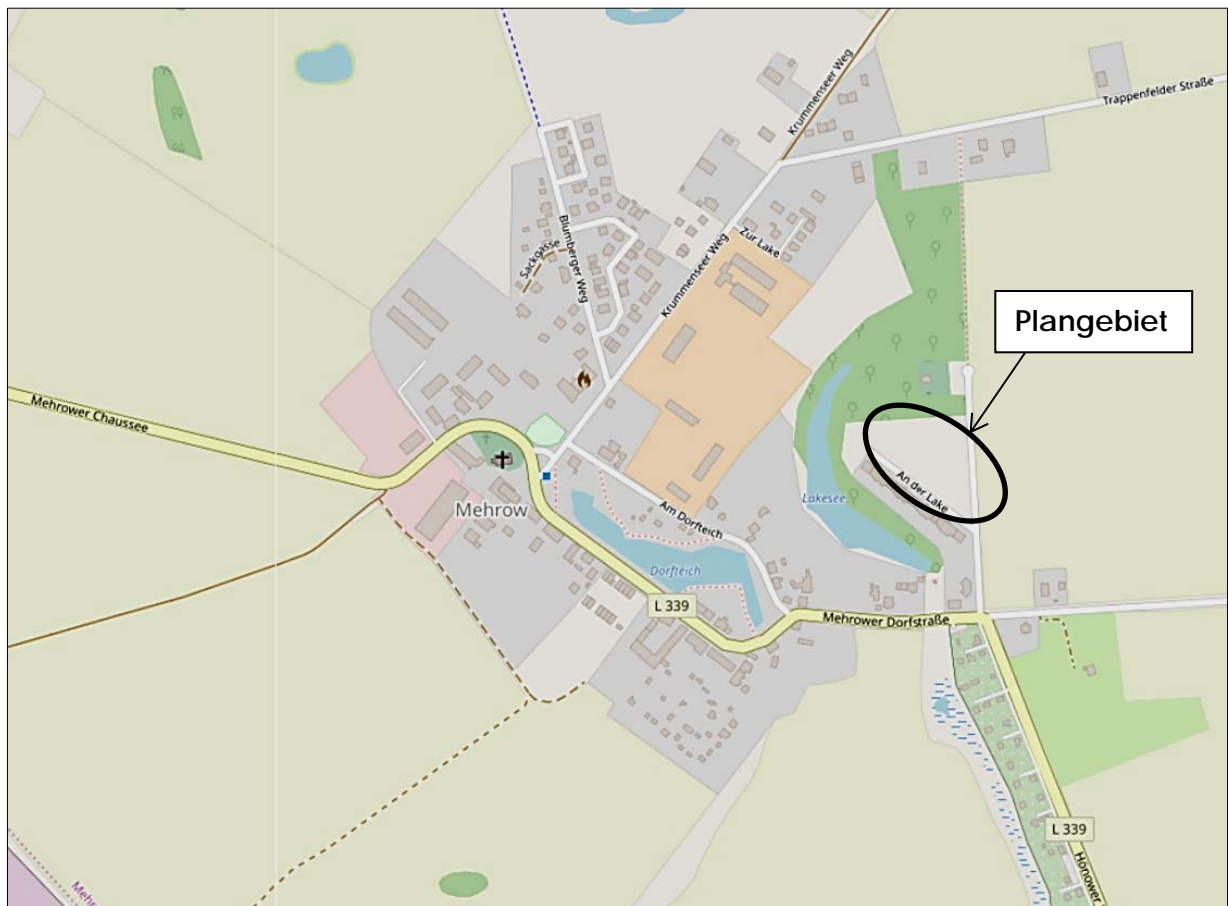 Krummenseer Weg
Trappenfelder Straße
Sackgasse
Blumberger Weg
Zur Lake
Krummenseer Weg
Plangebiet
Mehrower Chaussee
An der Lake
Lakesee
Mehrow
Am Dorfteich
Dorfteich
L 339
Mehrower Dorfstraße
L 339